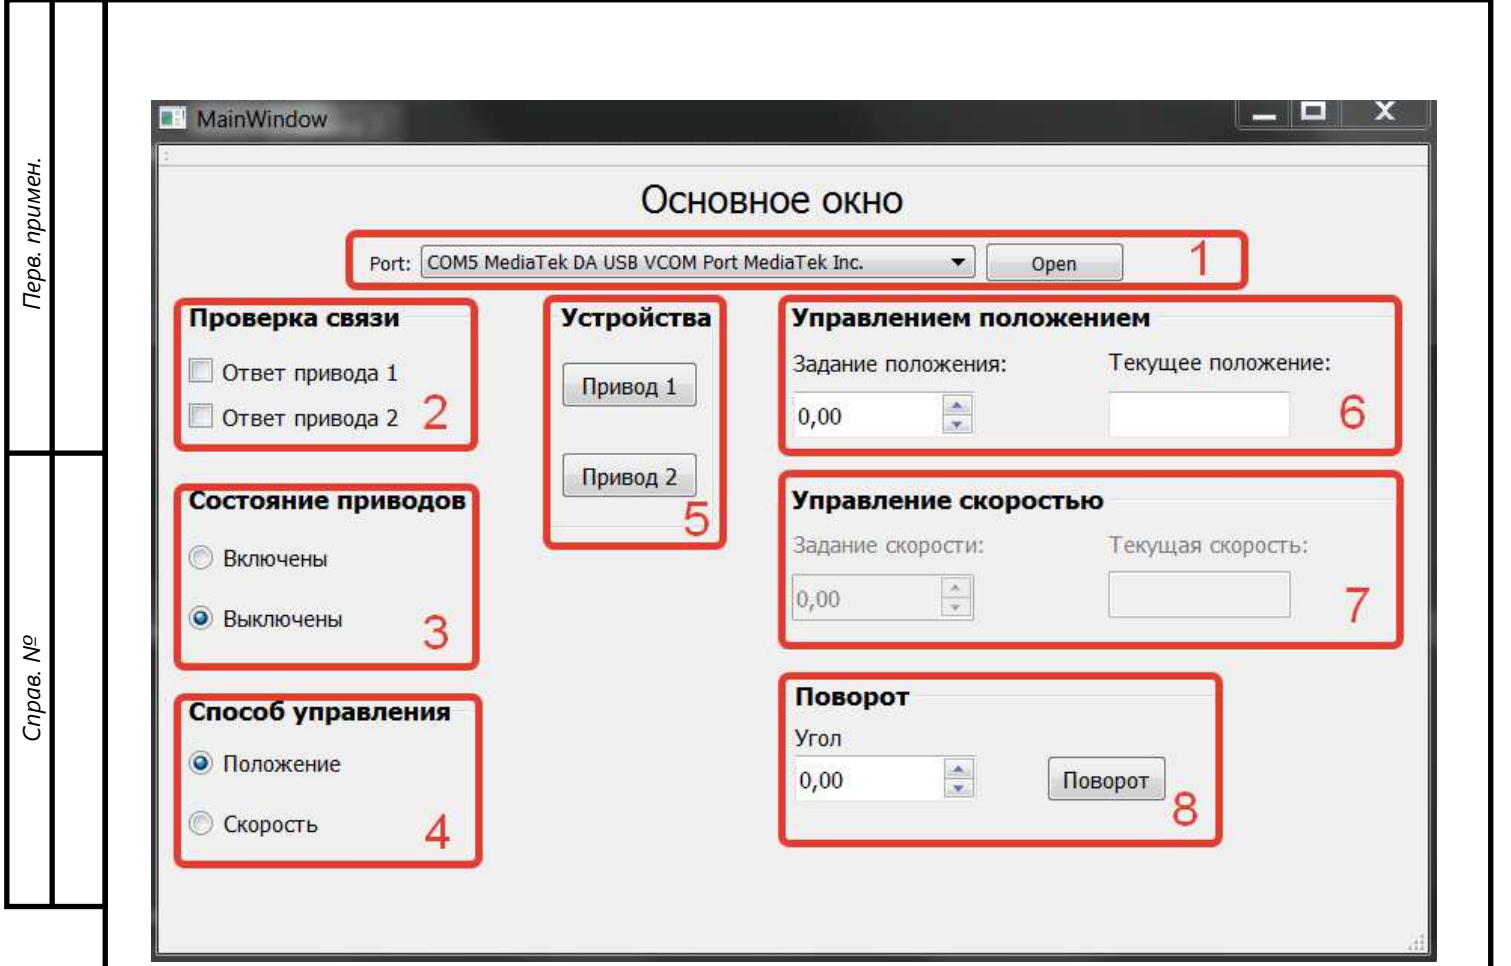 Перв. примен.
Справ. №
MainWindow
Основное окно
Port: COM5 MediaTek DA USB VCOM Port MediaTek Inc. Open 1
Проверка связи
Ответ привода 1
Ответ привода 2
2
Состояние приводов
Включены
Выключены
3
Способ управления
Положение
Скорость
4
Устройства
Привод 1
Привод 2
5
Управлением положением
Задание положения: Текущее положение:
0,00
6
Управление скоростью
Задание скорости: Текущая скорость:
0,00
7
Поворот
Угол
0,00 Поворот
8